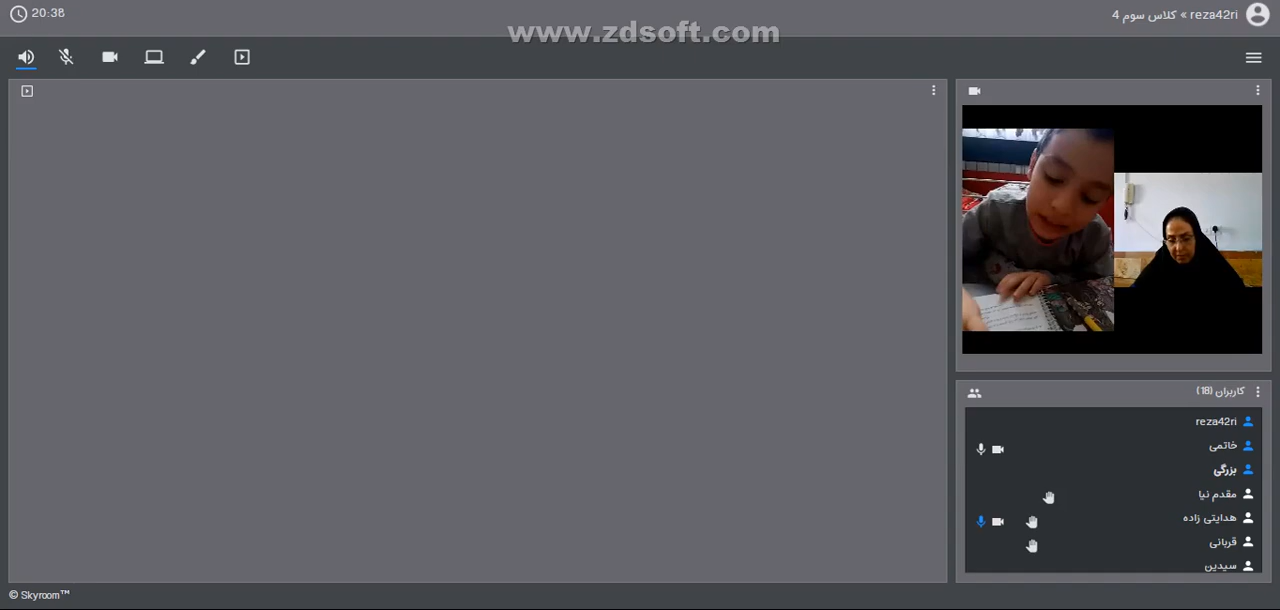 20:38
www.zdsoft.com
reza42ri » کلاس سوم 4
کاربران (18)
reza42ri
خاتمی
بزرگی
مقدم نیا
هدایتی زاده
قربانی
سیدین
© Skyroom™